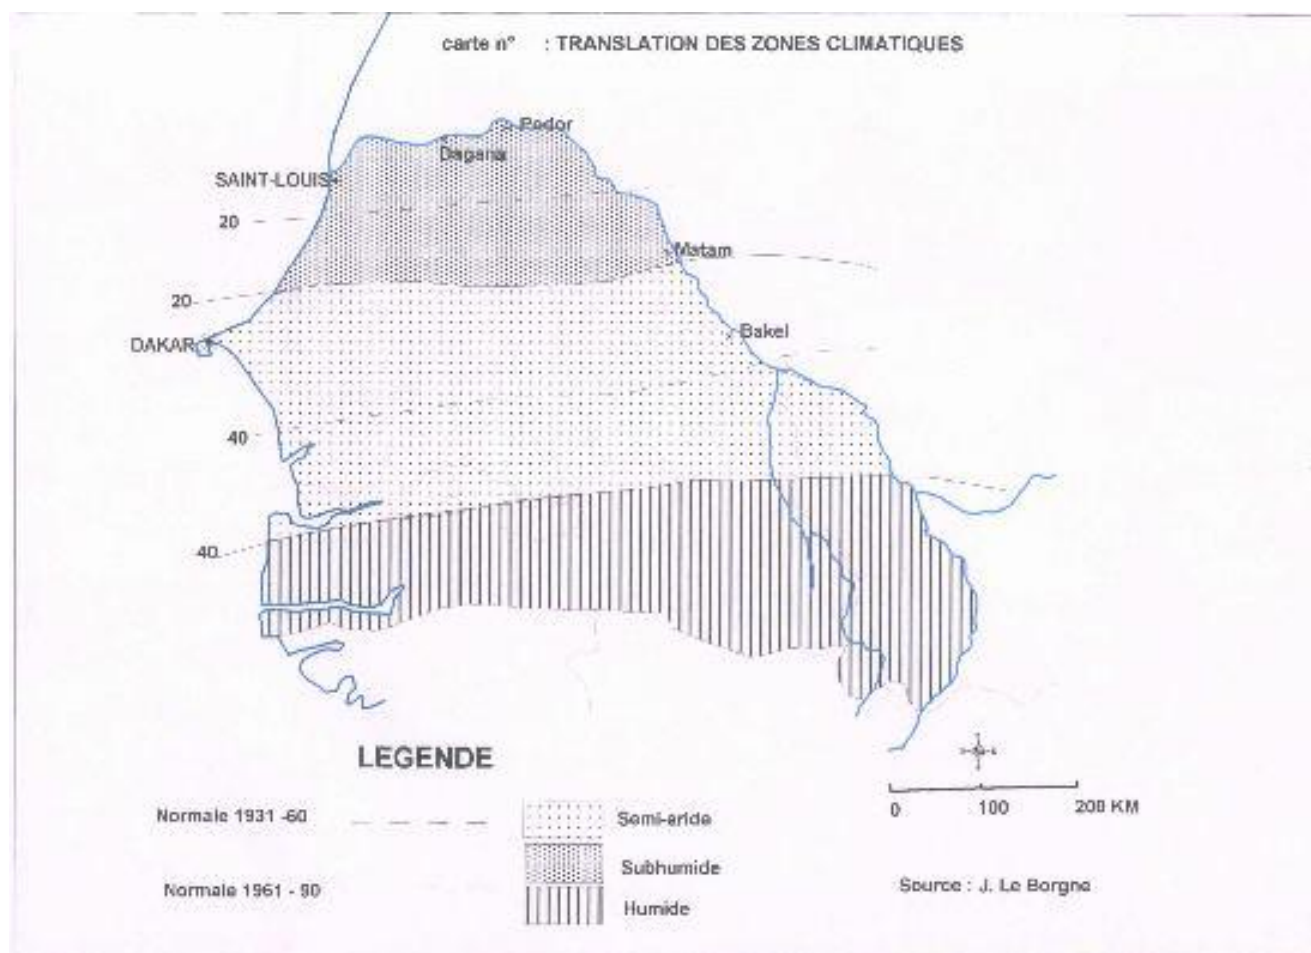 carte n° : TRANSLATION DES ZONES CLIMATIQUES
Podor
Dagana
SAINT-LOUIS
20
Matam
20
Bakel
DAKAR
40
40
LEGENDE
Normale 1931 -60
Semi-aride
Subhumide
Normale 1961 - 90
Humide
0 100 200 KM
Source : J. Le Borgne